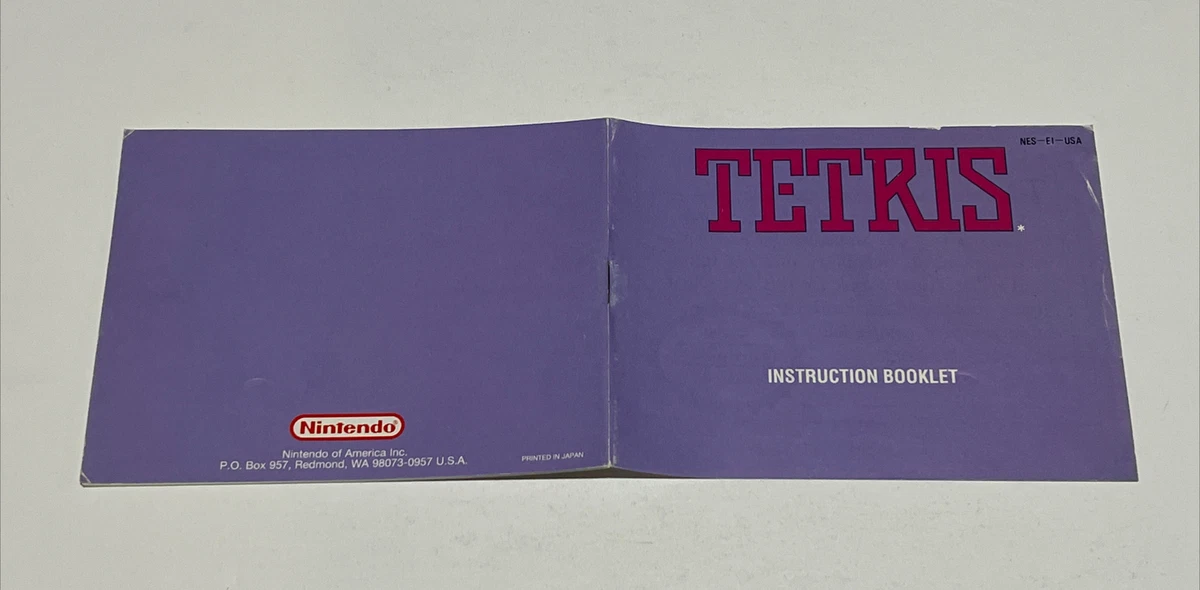 NES-EI-USA
TETRIS*
INSTRUCTION BOOKLET
Nintendo®
Nintendo of America Inc.
P.O. Box 957, Redmond, WA 98073-0957 U.S.A.
PRINTED IN JAPAN